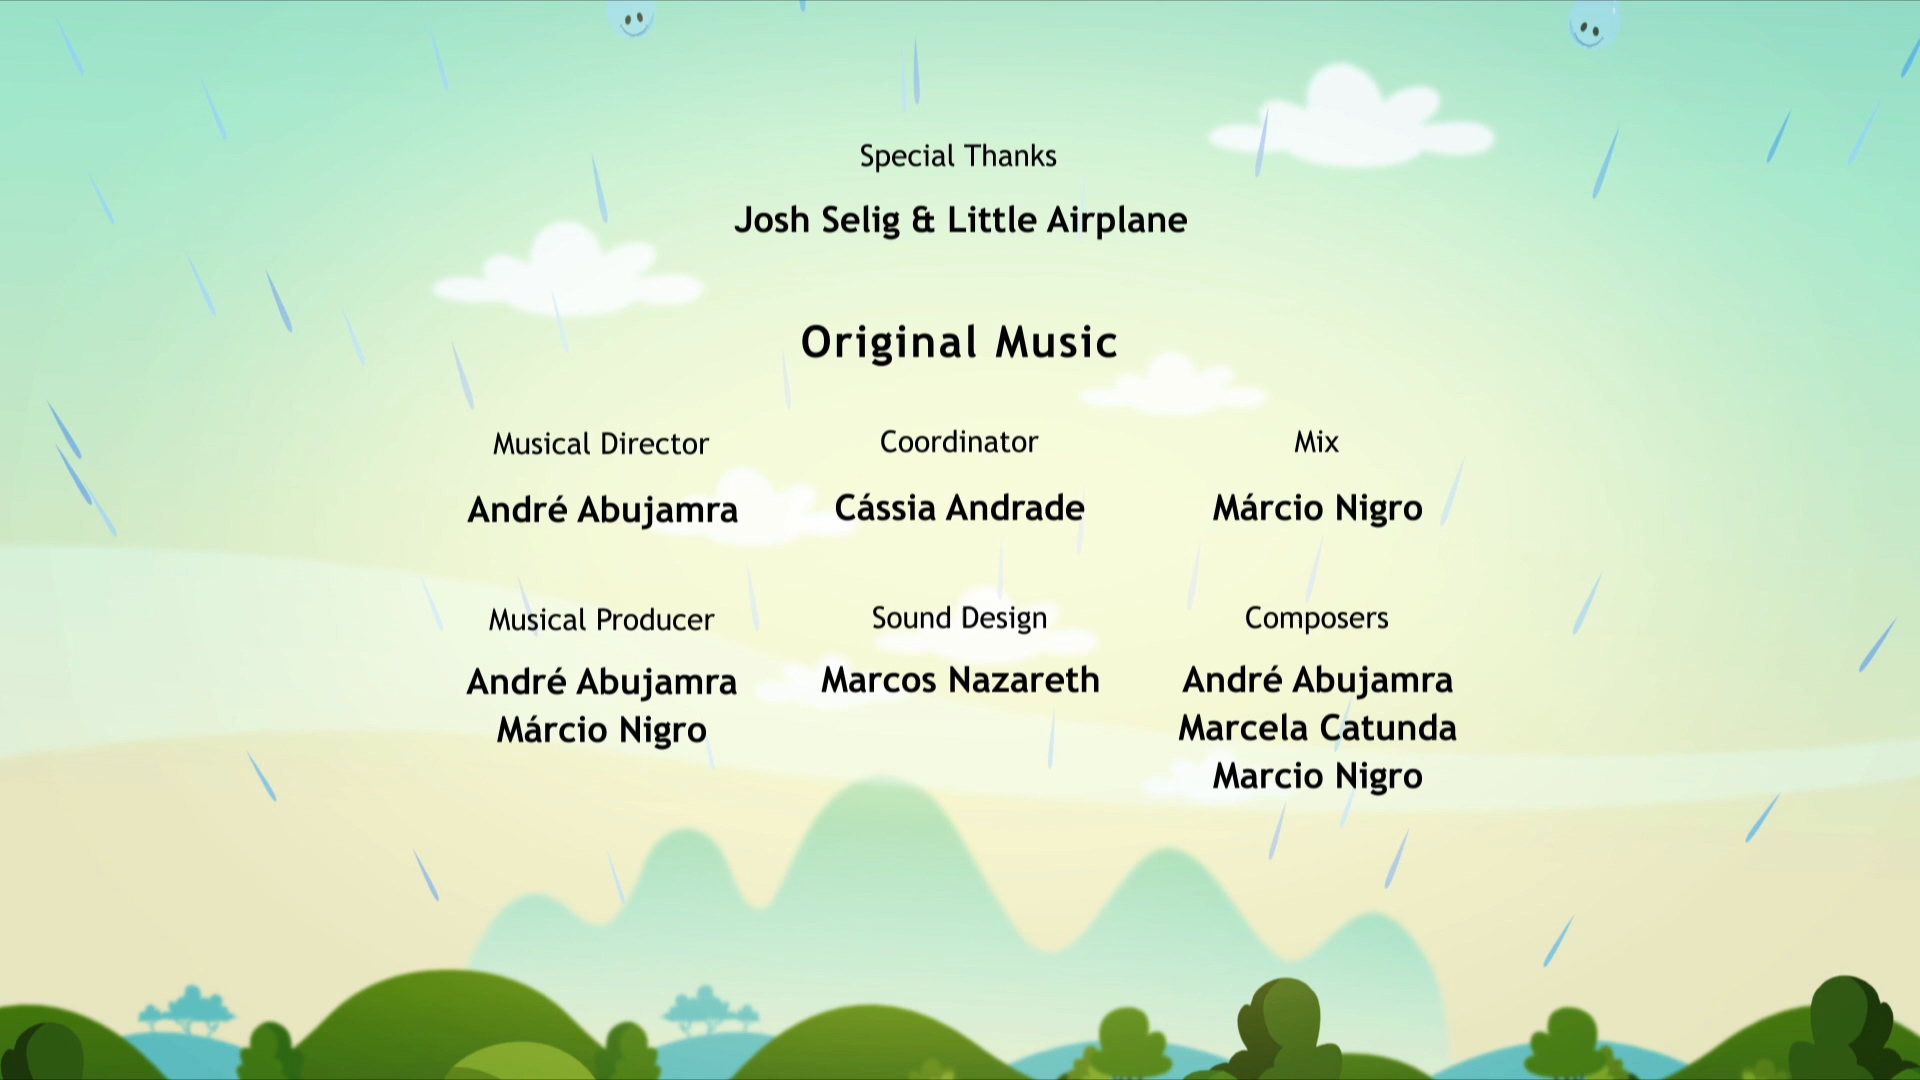 Special Thanks
Josh Selig & Little Airplane
Original Music
Musical Director
André Abujamra
Coordinator
Cássia Andrade
Mix
Márcio Nigro
Musical Producer
André Abujamra
Márcio Nigro
Sound Design
Marcos Nazareth
Composers
André Abujamra
Marcela Catunda
Marcio Nigro